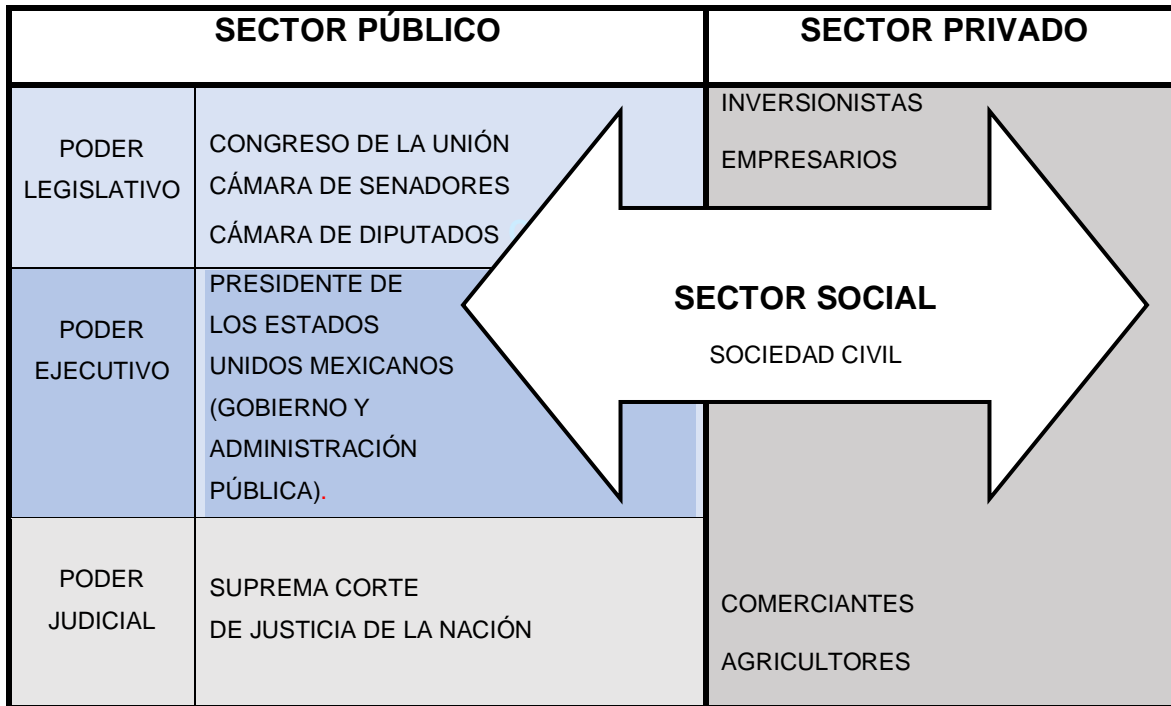 SECTOR PÚBLICO
SECTOR PRIVADO
PODER
LEGISLATIVO
CONGRESO DE LA UNIÓN
CÁMARA DE SENADORES
CÁMARA DE DIPUTADOS
INVERSIONISTAS
EMPRESARIOS
SECTOR SOCIAL
SOCIEDAD CIVIL
PODER
EJECUTIVO
PRESIDENTE DE
LOS ESTADOS
UNIDOS MEXICANOS
(GOBIERNO Y
ADMINISTRACIÓN
PÚBLICA).
PODER
JUDICIAL
SUPREMA CORTE
DE JUSTICIA DE LA NACIÓN
COMERCIANTES
AGRICULTORES